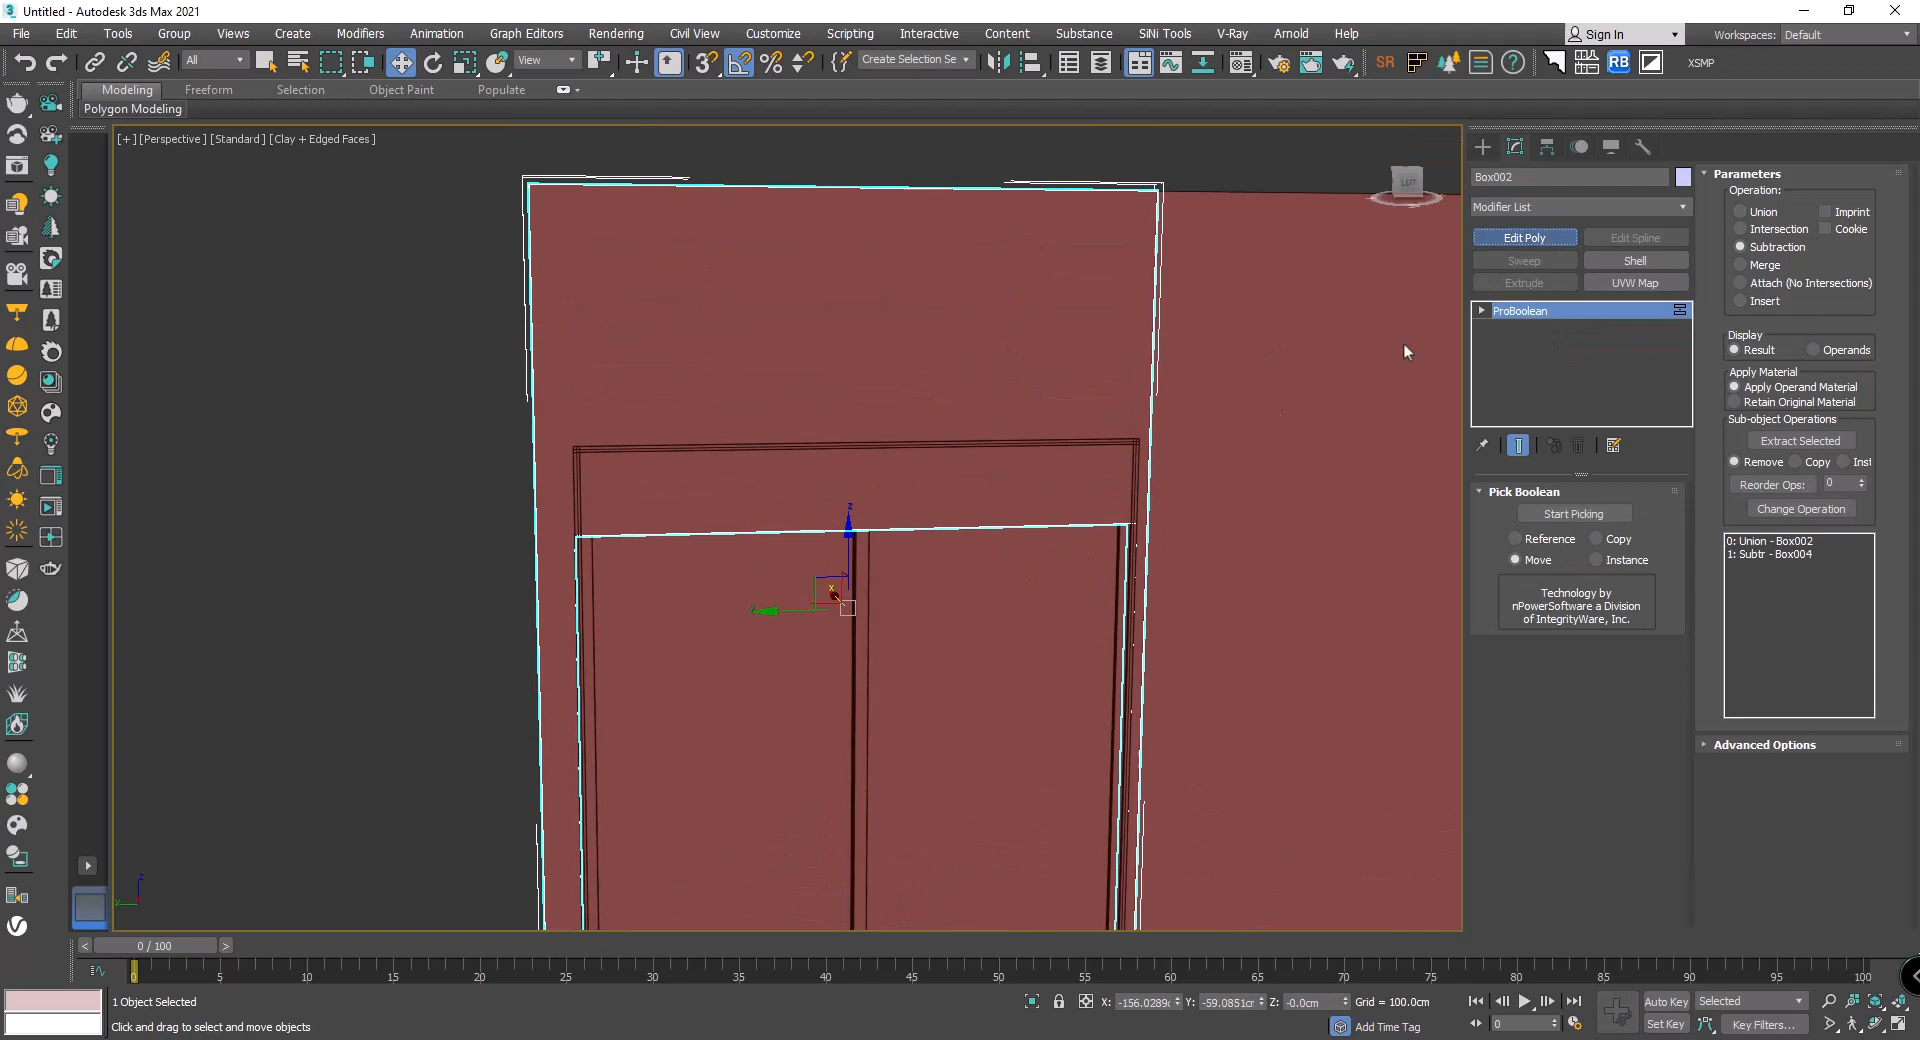 Untitled - Autodesk 3ds Max 2021
File Edit Tools Group Views Create Modifiers Animation Graph Editors Rendering Civil View Customize Scripting Interactive Content Substance SiNi Tools V-Ray Arnold Help
Sign In
Workspaces: Default
All
View
Create Selection Se
SR
RB
XSMP
Modeling Freeform Selection Object Paint Populate
Polygon Modeling
[+] [Perspective] [Standard] [Clay + Edged Faces]
LEFT
z
x
y
z
y
Box002
Modifier List
Edit Poly Edit Spline
Sweep Shell
Extrude UVW Map
ProBoolean
Pick Boolean
Start Picking
Reference Copy
Move Instance
Technology by
nPowerSoftware a Division
of IntegrityWare, Inc.
Parameters
Operation:
Union Imprint
Intersection Cookie
Subtraction
Merge
Attach (No Intersections)
Insert
Display
Result Operands
Apply Material
Apply Operand Material
Retain Original Material
Sub-object Operations
Extract Selected
Remove Copy Inst
Reorder Ops: 0
Change Operation
0: Union - Box002
1: Subtr - Box004
Advanced Options
< 0 / 100 >
0 5 10 15 20 25 30 35 40 45 50 55 60 65 70 75 80 85 90 95 100
1 Object Selected
Click and drag to select and move objects
X: -156.0289c Y: -59.0851c Z: -0.0cm Grid = 100.0cm
Add Time Tag
0
Auto Key Selected
Set Key Key Filters...